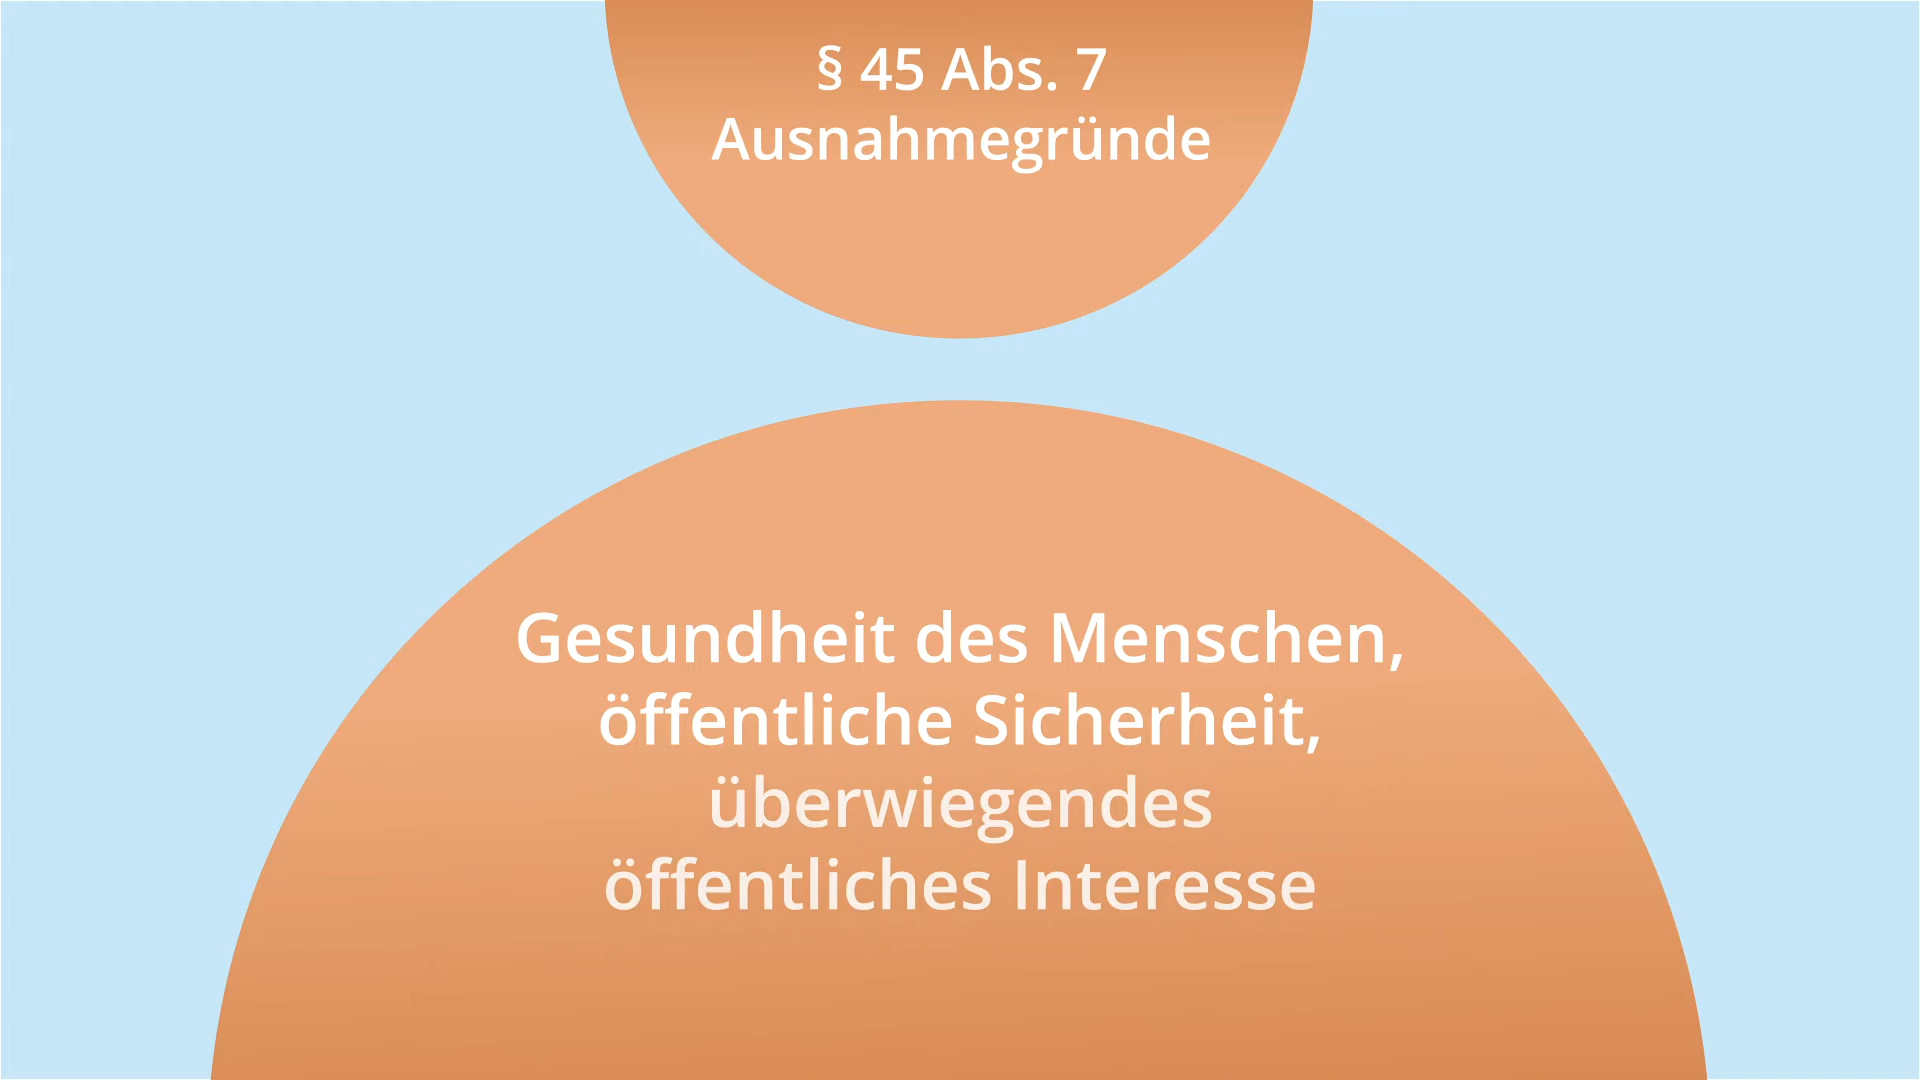 § 45 Abs. 7
Ausnahmegründe
Gesundheit des Menschen,
öffentliche Sicherheit,
überwiegendes
öffentliches Interesse